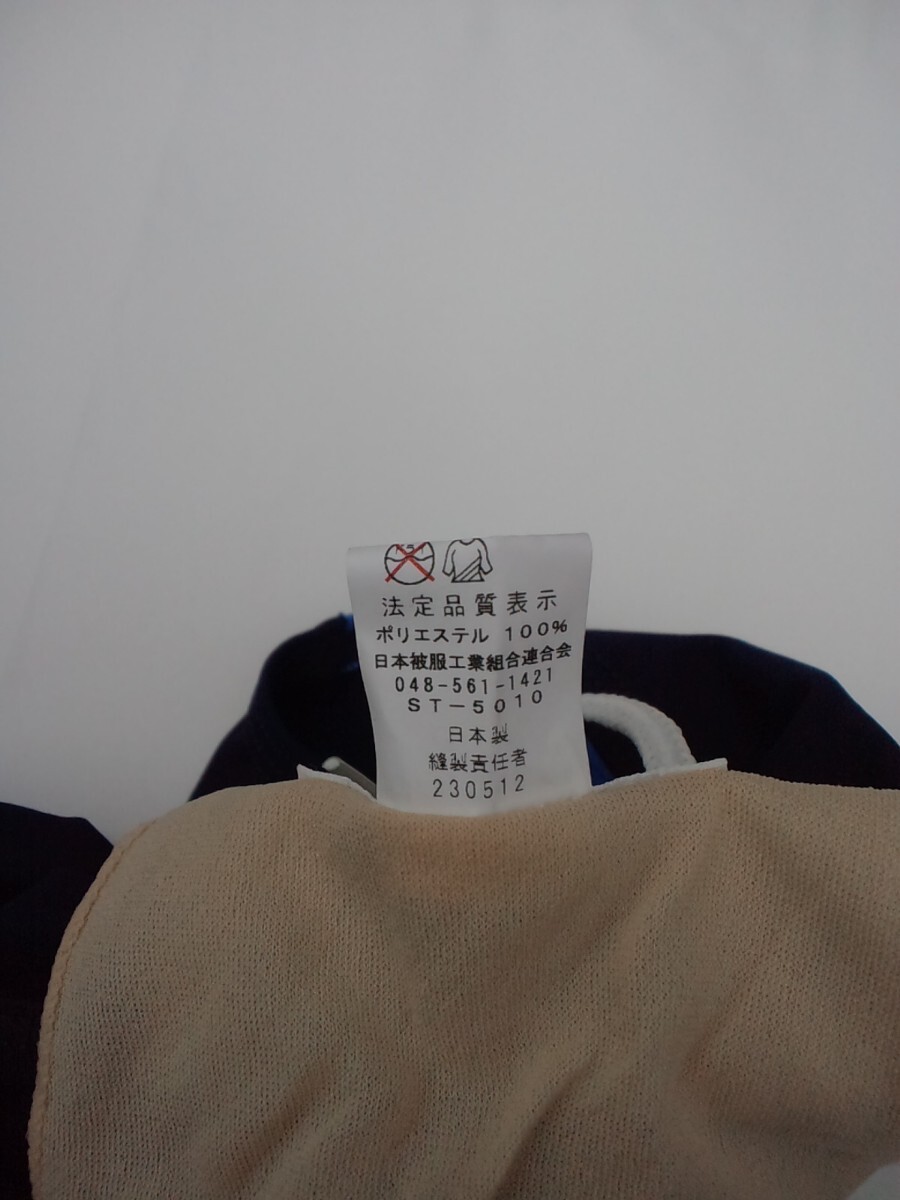 法定品質表示
ポリエステル 100%
日本被服工業組合連合会
048-561-1421
ST-5010
日本製
縫製責任者
230512